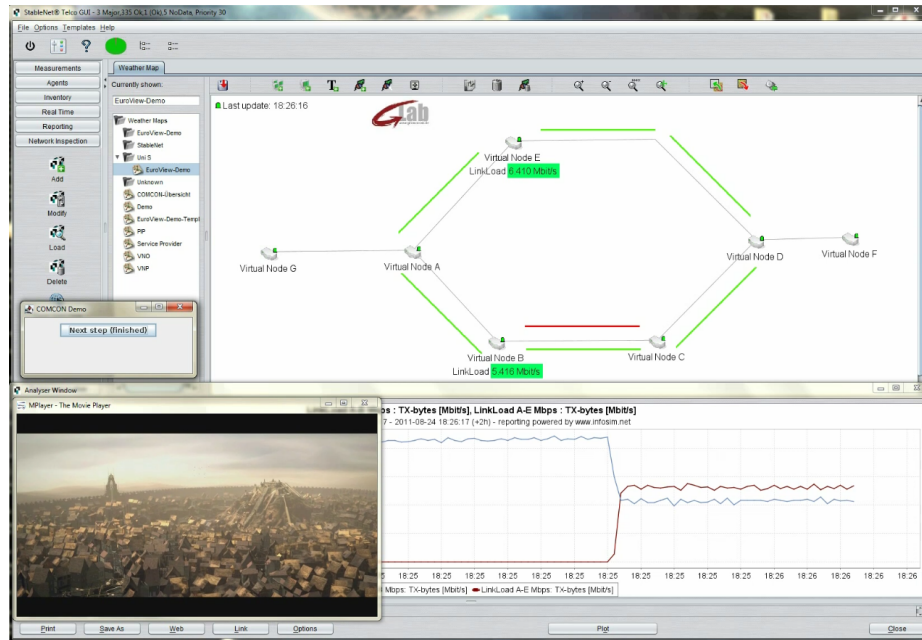 StableNet® Telco GUI - 3 Major,335 Ok,1 (Ok),5 NoData, Priority 30
File Options Templates Help
Measurements
Agents
Inventory
Real Time
Reporting
Network Inspection
Add
Modify
Load
Delete
Weather Map
Currently shown:
EuroView-Demo
Weather Maps
EuroView-Demo
StableNet
Uni S
EuroView-Demo
Unknown
COMCON-Übersicht
Demo
EuroView-Demo-Templ
PP
Service Provider
VNO
VNP
Last update: 18:26:16
GLab
Virtual Node E
LinkLoad 6.410 Mbit/s
Virtual Node G
Virtual Node A
Virtual Node D
Virtual Node F
Virtual Node B
LinkLoad 5.416 Mbit/s
Virtual Node C
COMCON Demo
Next step (finished)
Analyser Window
MPlayer - The Movie Player
ps : TX-bytes [Mbit/s], LinkLoad A-E Mbps : TX-bytes [Mbit/s]
7 - 2011-08-24 18:26:17 (+2h) - reporting powered by www.infosim.net
18:25 18:25 18:25 18:25 18:25 18:25 18:25 18:25 18:25 18:25 18:25 18:26 18:26 18:26
Mbps: TX-bytes [Mbit/s] LinkLoad A-E Mbps: TX-bytes [Mbit/s]
Print Save As Web Link Options Plot Close